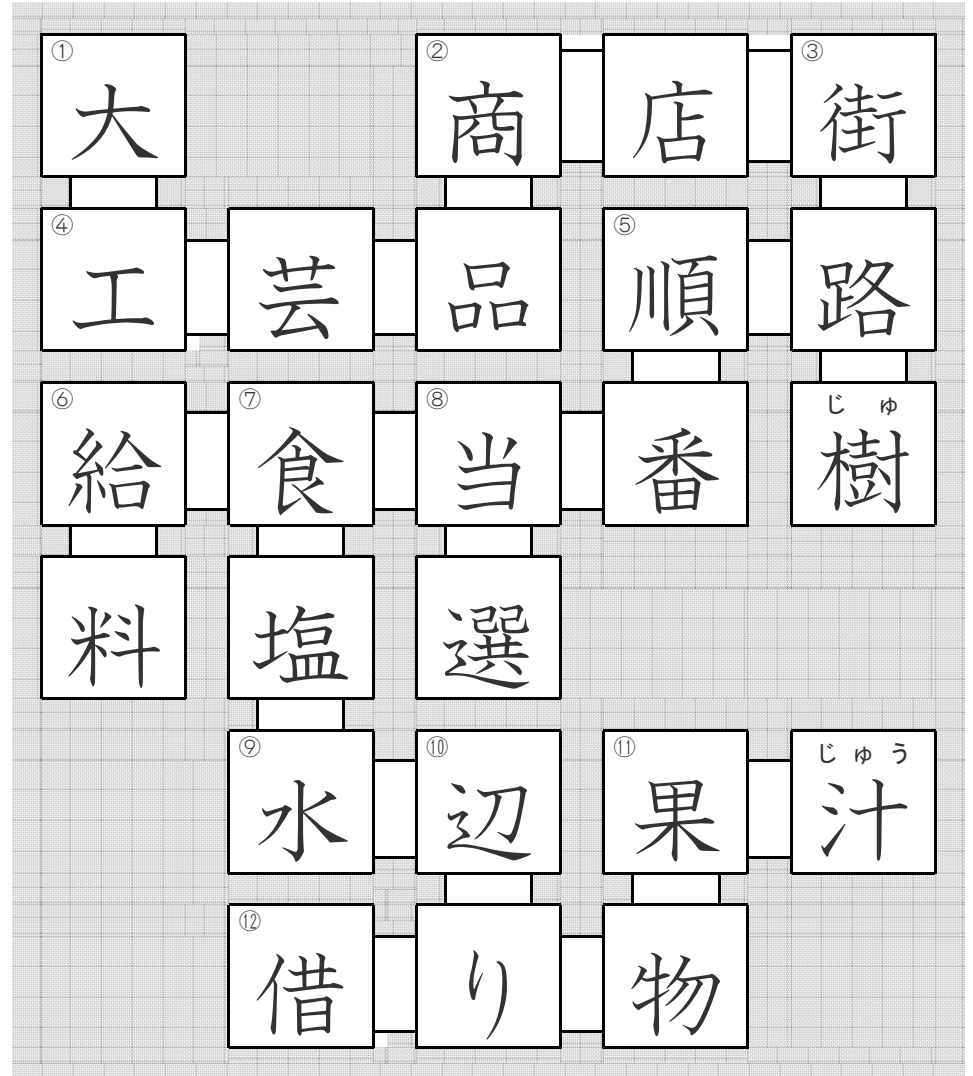 ① 大 ② 商 店 ③ 街
④ 工 芸 品 ⑤ 順 路
⑥ 給 ⑦ 食 ⑧ 当 番 じゅ 樹
料 塩 選
⑨ 水 ⑩ 辺 ⑪ 果 じゅう 汁
⑫ 借 り 物